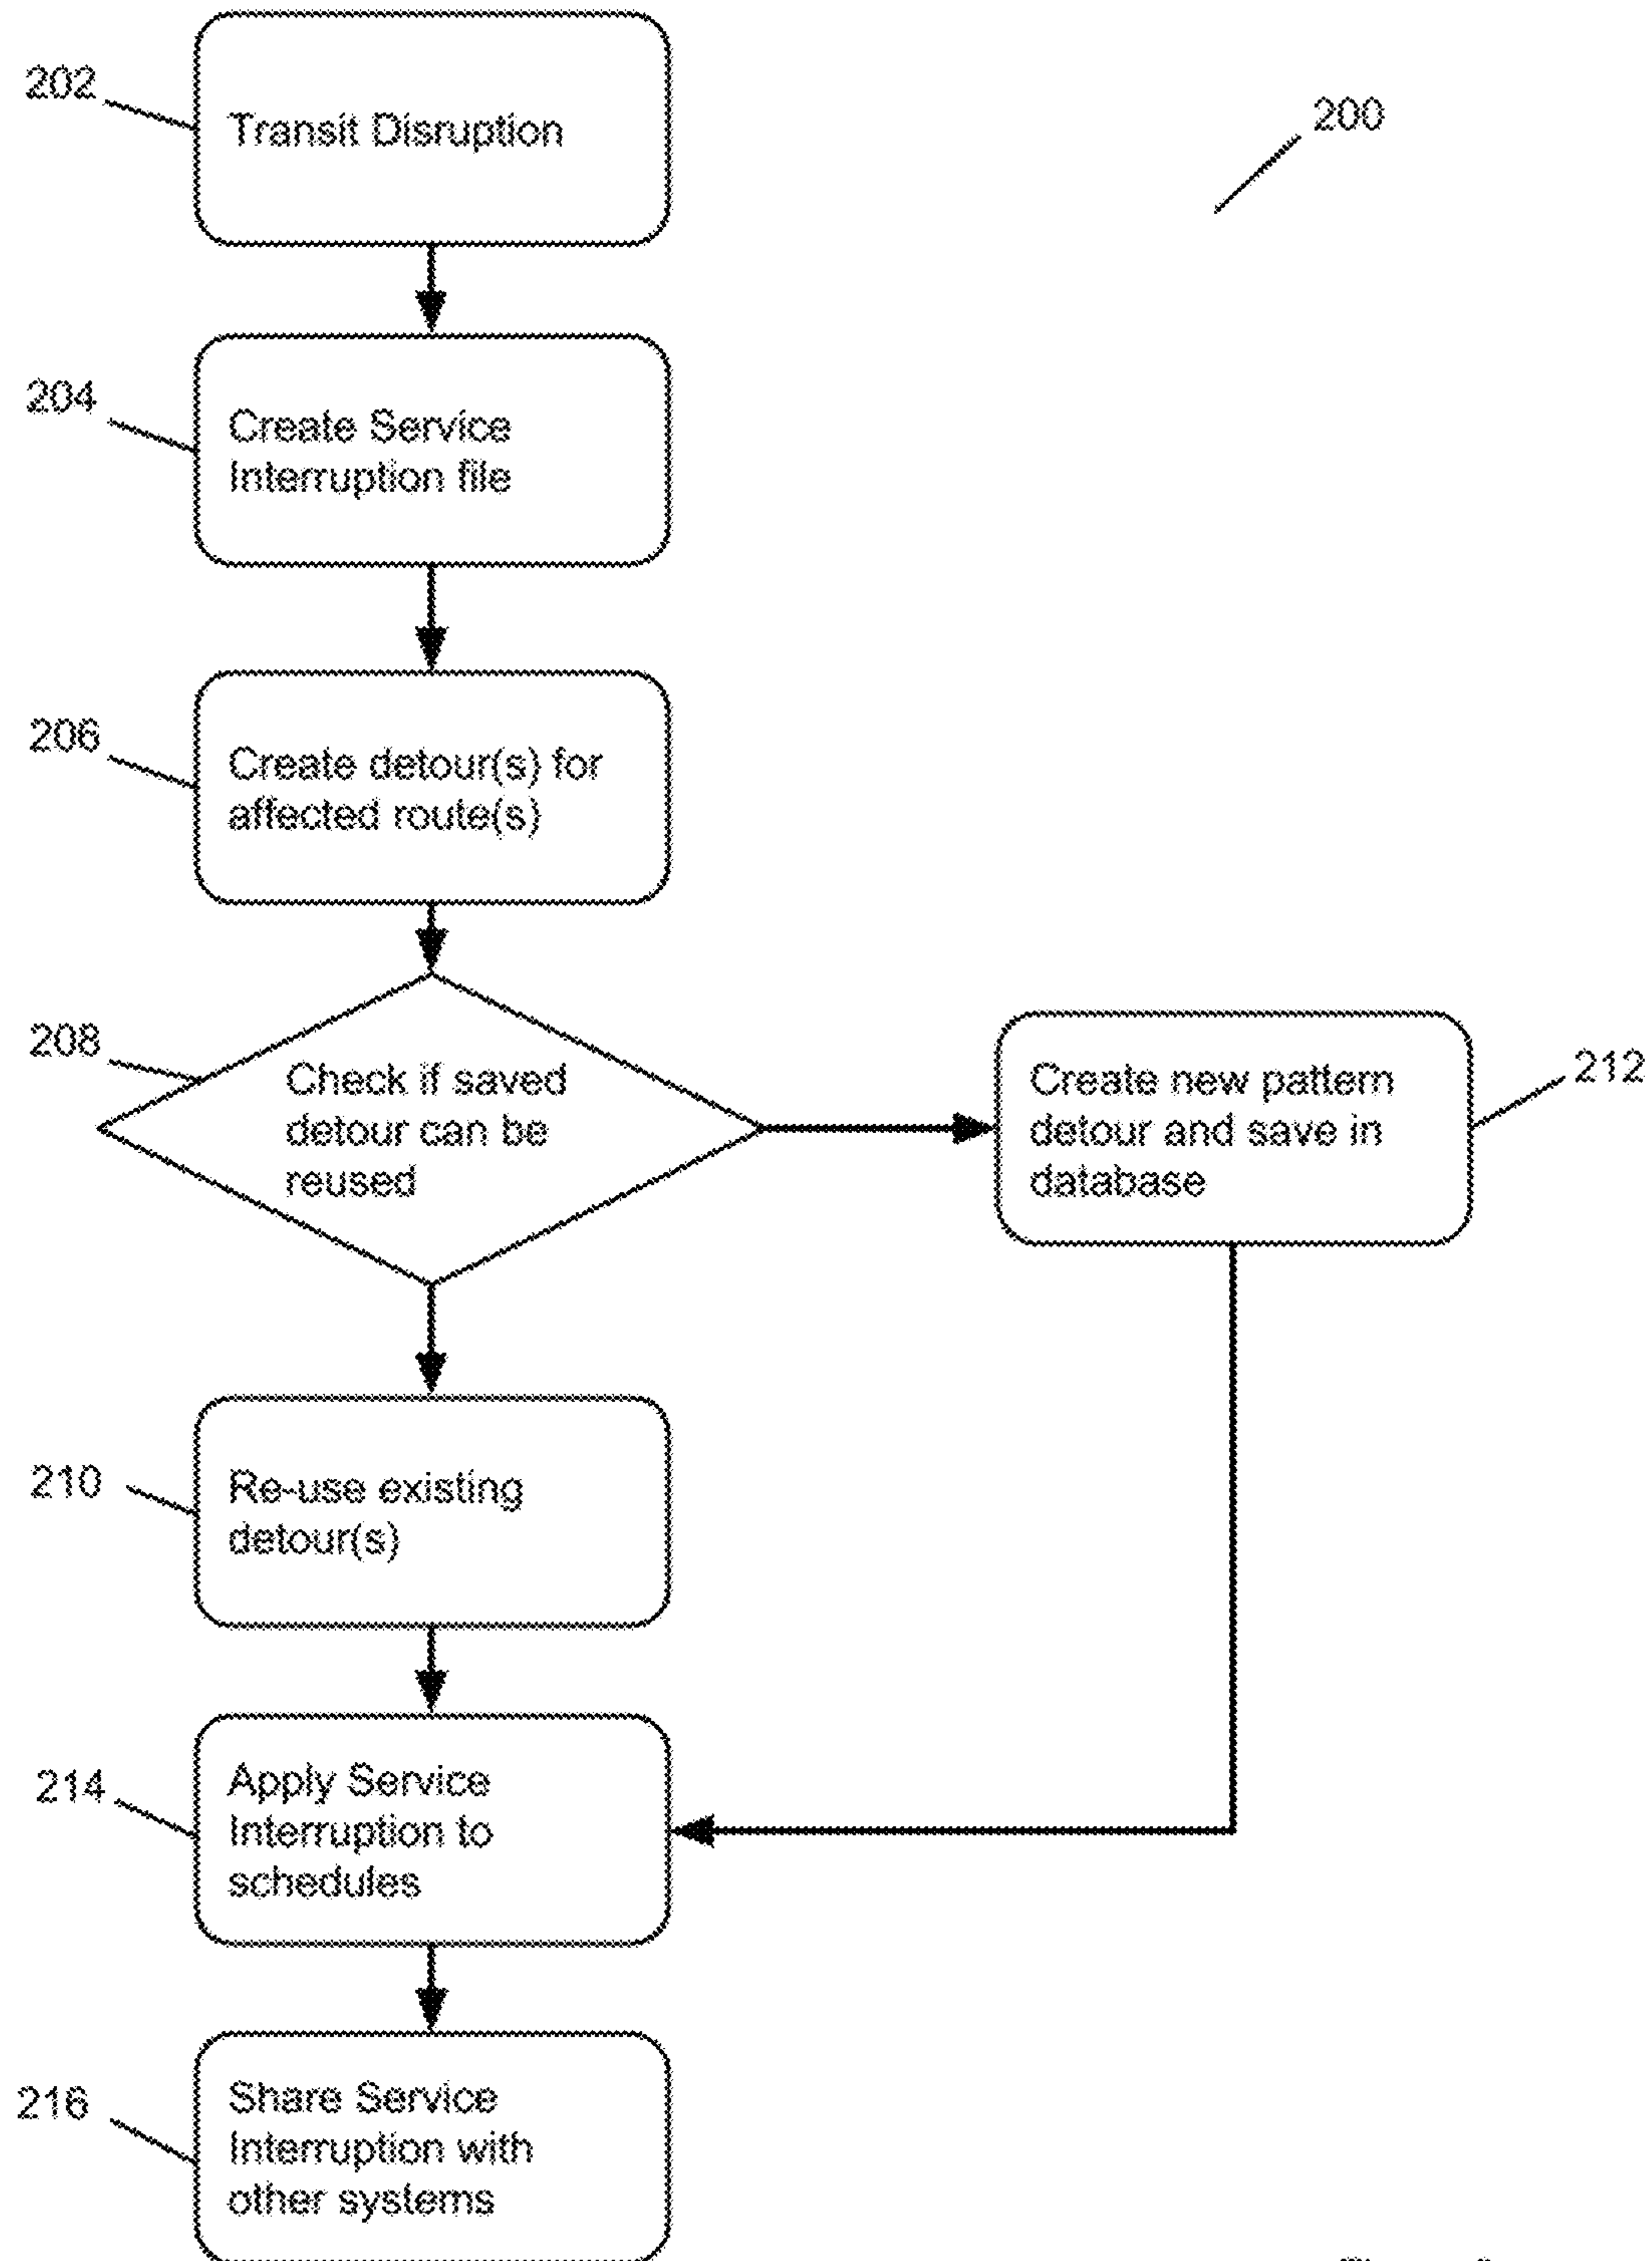 202
Transit Disruption
200
204
Create Service
Interruption file
206
Create detour(s) for
affected route(s)
208
Check if saved
detour can be
reused
Create new pattern
detour and save in
database
212
210
Re-use existing
detour(s)
214
Apply Service
Interruption to
schedules
216
Share Service
Interruption with
other systems